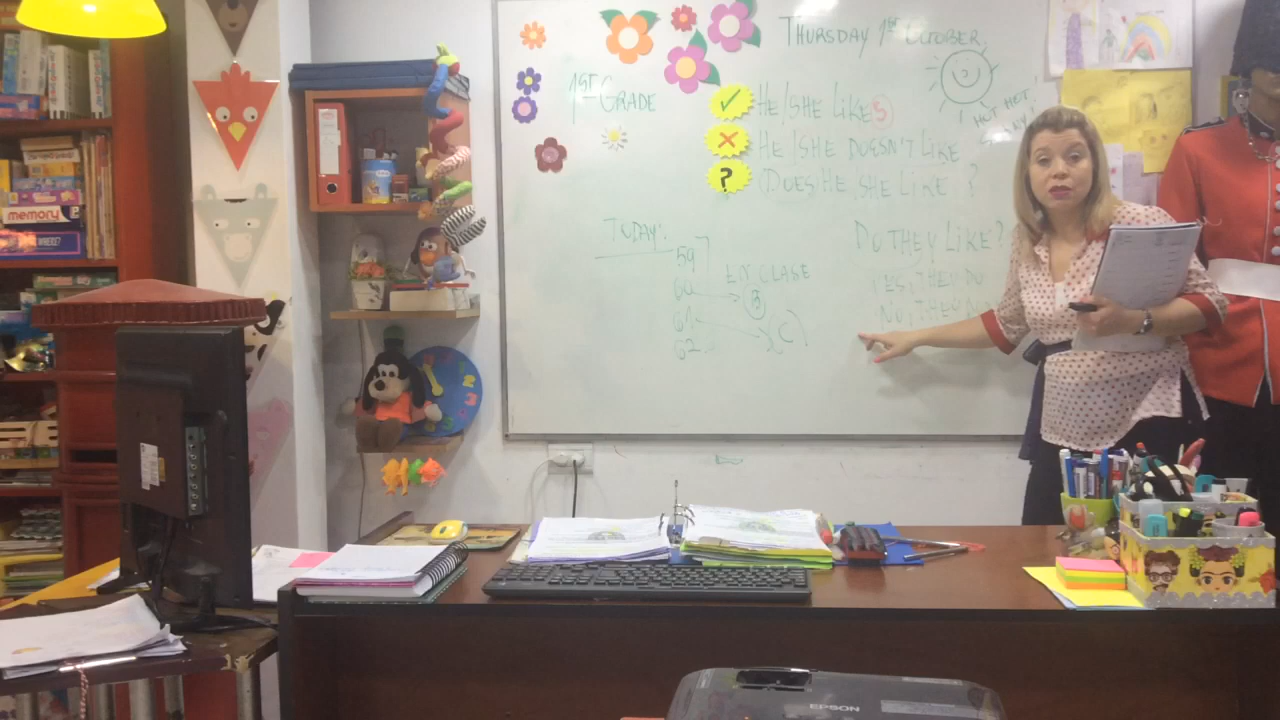 THURSDAY 1ST OCTOBER
1ST GRADE
HE/SHE LIKES
HE/SHE DOESN'T LIKE
? DOES HE/SHE LIKE ?
HOT HOT
TODAY:
59
60
61
62
EN CLASE
B
C
DO THEY LIKE?
YES, THEY DO
NO, THEY
memory
EPSON